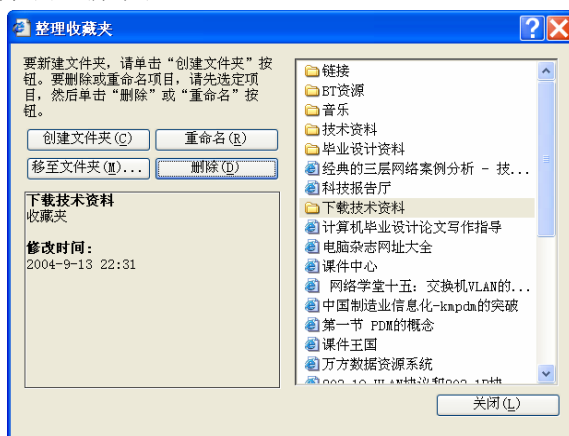 整理收藏夹
要新建文件夹，请单击“创建文件夹”按
钮。要删除或重命名项目，请先选定项
目，然后单击“删除”或“重命名”按
钮。
创建文件夹(C)
重命名(R)
移至文件夹(M)...
删除(D)
下载技术资料
收藏夹
修改时间：
2004-9-13 22:31
链接
BT资源
音乐
技术资料
毕业设计资料
经典的三层网络案例分析 - 技...
科技报告厅
下载技术资料
计算机毕业设计论文写作指导
电脑杂志网址大全
课件中心
网络学堂十五：交换机VLAN的...
中国制造业信息化-kmpdm的突破
第一节 PDM的概念
课件王国
万方数据资源系统
关闭(L)